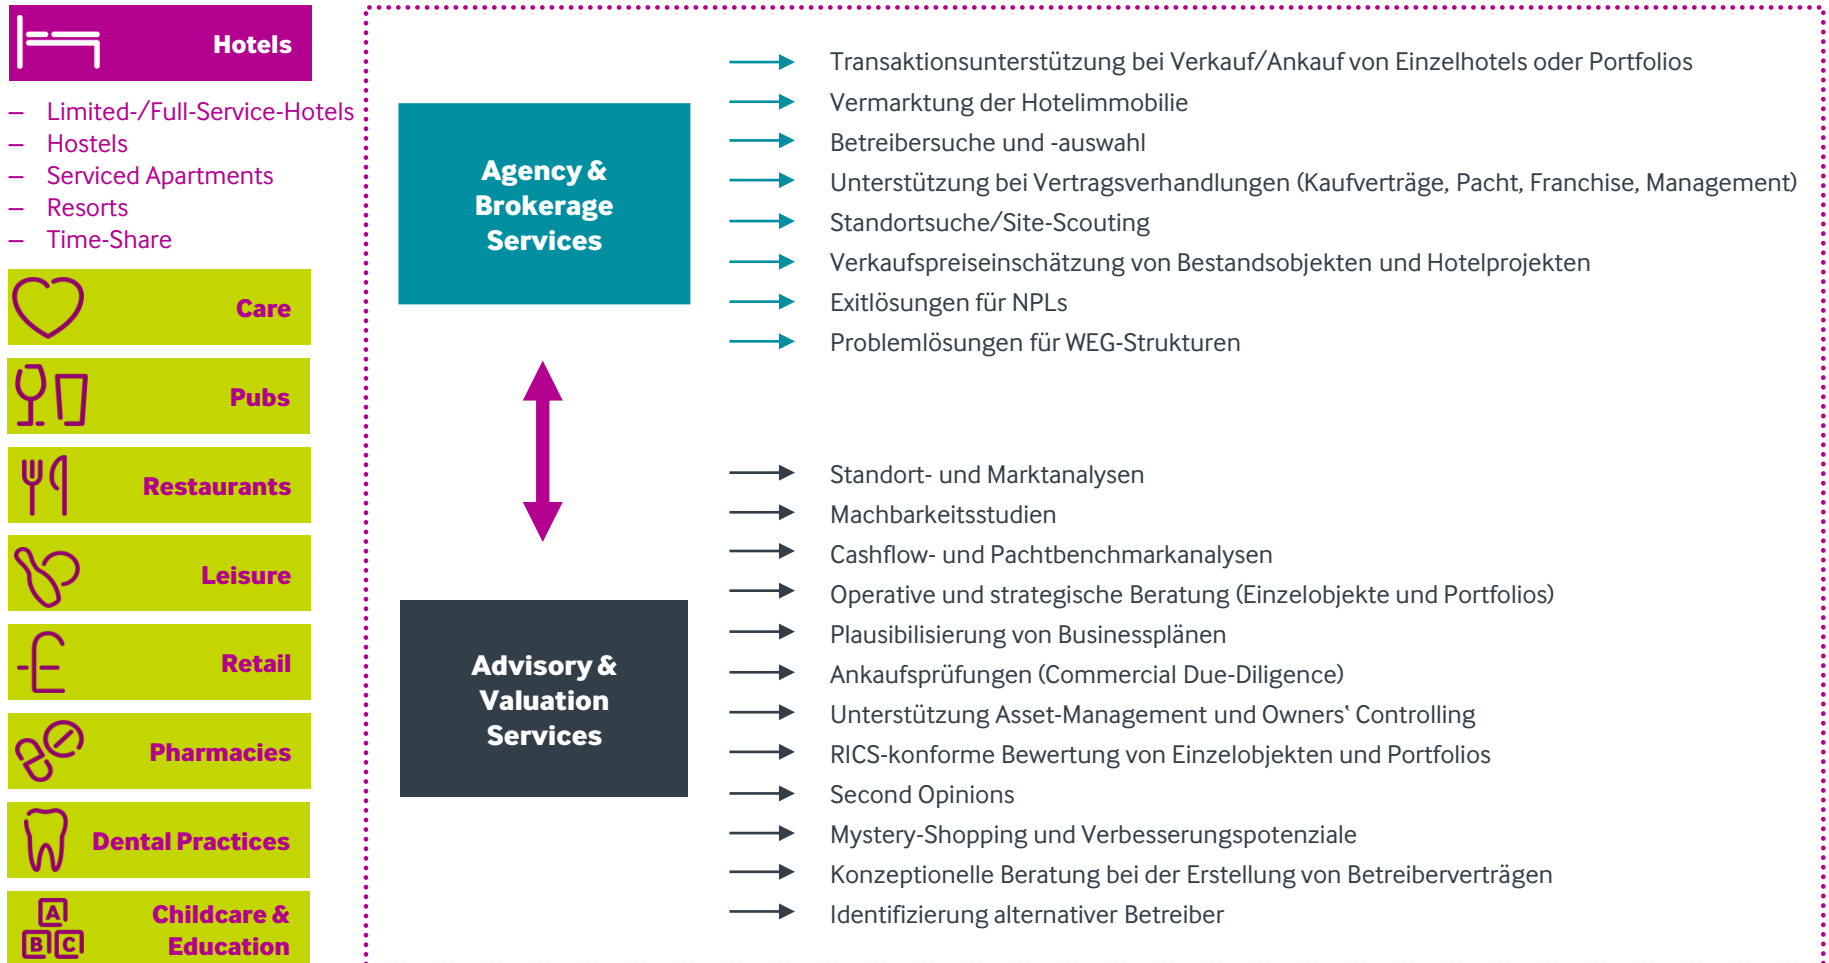 Hotels
– Limited-/Full-Service-Hotels
– Hostels
– Serviced Apartments
– Resorts
– Time-Share
Care
Pubs
Restaurants
Leisure
Retail
Pharmacies
Dental Practices
A
B C
Childcare &
Education
Agency &
Brokerage
Services
Transaktionsunterstützung bei Verkauf/Ankauf von Einzelhotels oder Portfolios
Vermarktung der Hotelimmobilie
Betreibersuche und -auswahl
Unterstützung bei Vertragsverhandlungen (Kaufverträge, Pacht, Franchise, Management)
Standortsuche/Site-Scouting
Verkaufspreiseinschätzung von Bestandsobjekten und Hotelprojekten
Exitlösungen für NPLs
Problemlösungen für WEG-Strukturen
Advisory &
Valuation
Services
Standort- und Marktanalysen
Machbarkeitsstudien
Cashflow- und Pachtbenchmarkanalysen
Operative und strategische Beratung (Einzelobjekte und Portfolios)
Plausibilisierung von Businessplänen
Ankaufsprüfungen (Commercial Due-Diligence)
Unterstützung Asset-Management und Owners‘ Controlling
RICS-konforme Bewertung von Einzelobjekten und Portfolios
Second Opinions
Mystery-Shopping und Verbesserungspotenziale
Konzeptionelle Beratung bei der Erstellung von Betreiberverträgen
Identifizierung alternativer Betreiber